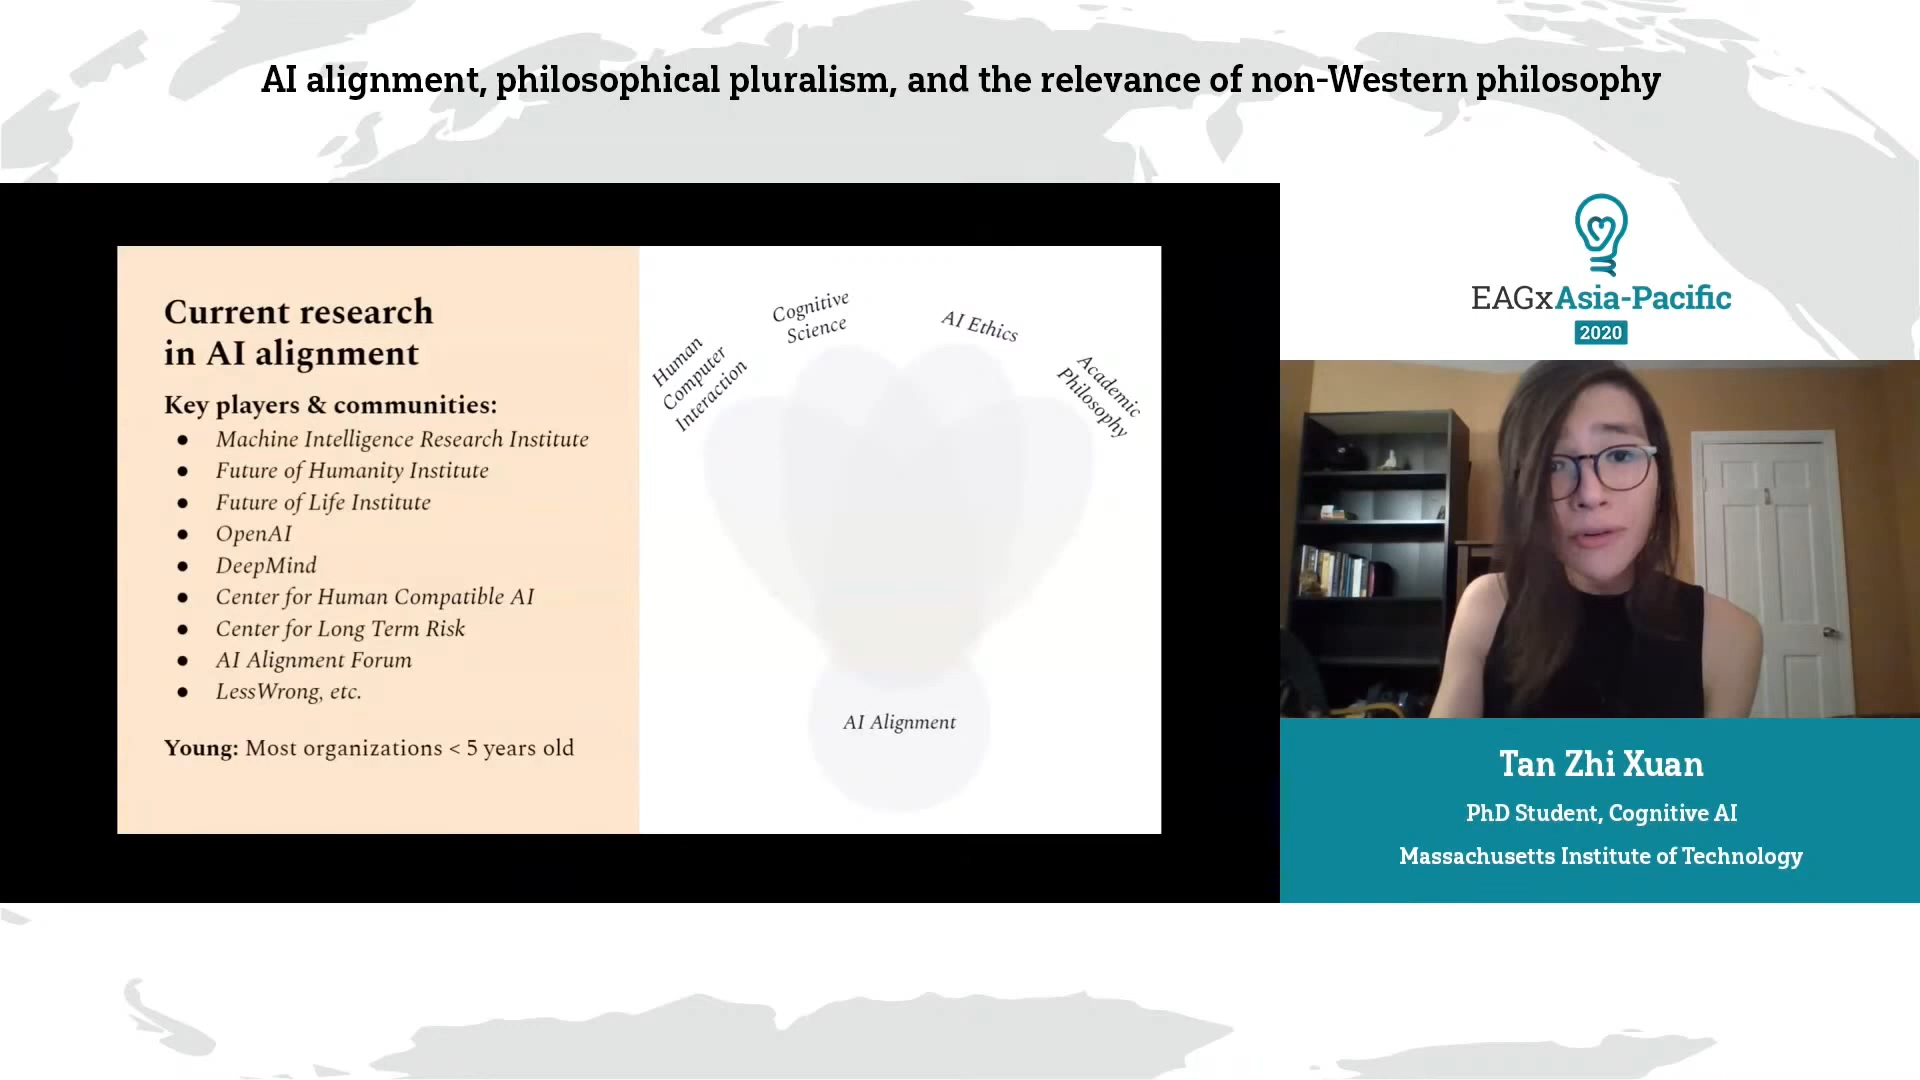 AI alignment, philosophical pluralism, and the relevance of non-Western philosophy
Current research
in AI alignment
Key players & communities:
● Machine Intelligence Research Institute
● Future of Humanity Institute
● Future of Life Institute
● OpenAI
● DeepMind
● Center for Human Compatible AI
● Center for Long Term Risk
● AI Alignment Forum
● LessWrong, etc.
Young: Most organizations < 5 years old
Human
Computer
Interaction
Cognitive
Science
AI Ethics
Academic
Philosophy
AI Alignment
EAGxAsia-Pacific
2020
Tan Zhi Xuan
PhD Student, Cognitive AI
Massachusetts Institute of Technology